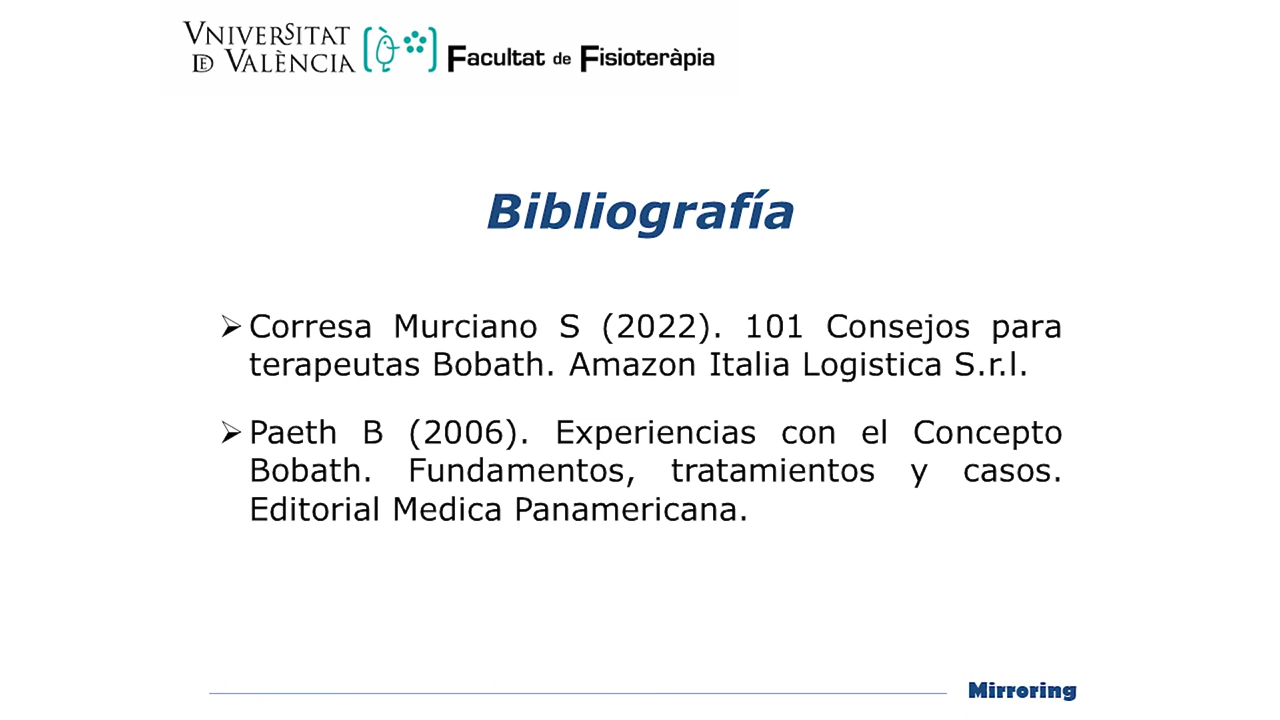 VNIVERSITAT
DE VALÈNCIA
Facultat de Fisioteràpia
Bibliografía
➢ Corresa Murciano S (2022). 101 Consejos para
terapeutas Bobath. Amazon Italia Logistica S.r.l.
➢ Paeth B (2006). Experiencias con el Concepto
Bobath. Fundamentos, tratamientos y casos.
Editorial Medica Panamericana.
Mirroring